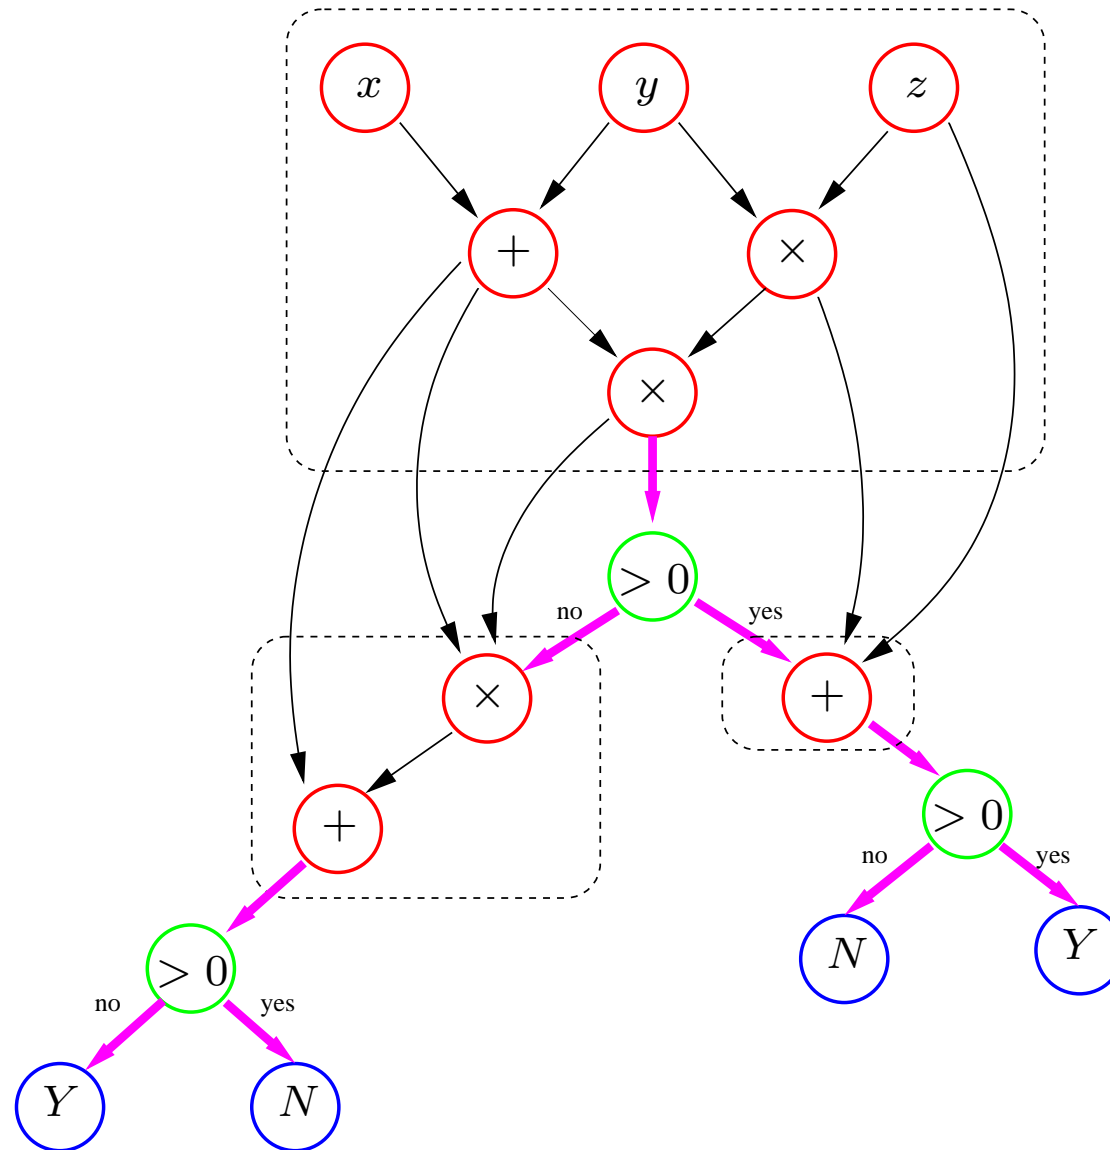 x y z
+ ×
×
> 0
no yes
× +
+
> 0
no yes
N Y
> 0
no yes
Y N